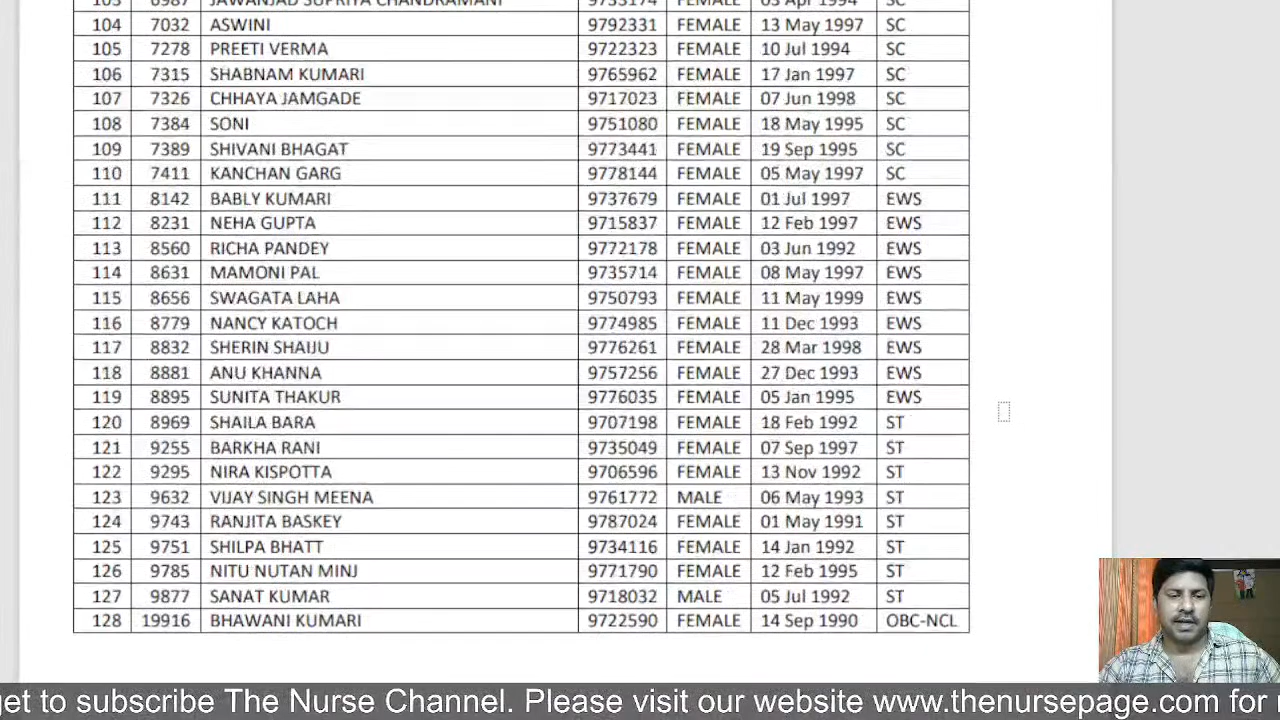 103 6987 JAWANJAD SUPRIYA CHANDRAMANI 9733174 FEMALE 03 Apr 1994 SC
104 7032 ASWINI 9792331 FEMALE 13 May 1997 SC
105 7278 PREETI VERMA 9722323 FEMALE 10 Jul 1994 SC
106 7315 SHABNAM KUMARI 9765962 FEMALE 17 Jan 1997 SC
107 7326 CHHAYA JAMGADE 9717023 FEMALE 07 Jun 1998 SC
108 7384 SONI 9751080 FEMALE 18 May 1995 SC
109 7389 SHIVANI BHAGAT 9773441 FEMALE 19 Sep 1995 SC
110 7411 KANCHAN GARG 9778144 FEMALE 05 May 1997 SC
111 8142 BABLY KUMARI 9737679 FEMALE 01 Jul 1997 EWS
112 8231 NEHA GUPTA 9715837 FEMALE 12 Feb 1997 EWS
113 8560 RICHA PANDEY 9772178 FEMALE 03 Jun 1992 EWS
114 8631 MAMONI PAL 9735714 FEMALE 08 May 1997 EWS
115 8656 SWAGATA LAHA 9750793 FEMALE 11 May 1999 EWS
116 8779 NANCY KATOCH 9774985 FEMALE 11 Dec 1993 EWS
117 8832 SHERIN SHAIJU 9776261 FEMALE 28 Mar 1998 EWS
118 8881 ANU KHANNA 9757256 FEMALE 27 Dec 1993 EWS
119 8895 SUNITA THAKUR 9776035 FEMALE 05 Jan 1995 EWS
120 8969 SHAILA BARA 9707198 FEMALE 18 Feb 1992 ST
121 9255 BARKHA RANI 9735049 FEMALE 07 Sep 1997 ST
122 9295 NIRA KISPOTTA 9706596 FEMALE 13 Nov 1992 ST
123 9632 VIJAY SINGH MEENA 9761772 MALE 06 May 1993 ST
124 9743 RANJITA BASKEY 9787024 FEMALE 01 May 1991 ST
125 9751 SHILPA BHATT 9734116 FEMALE 14 Jan 1992 ST
126 9785 NITU NUTAN MINJ 9771790 FEMALE 12 Feb 1995 ST
127 9877 SANAT KUMAR 9718032 MALE 05 Jul 1992 ST
128 19916 BHAWANI KUMARI 9722590 FEMALE 14 Sep 1990 OBC-NCL
get to subscribe The Nurse Channel. Please visit our website www.thenursepage.com for